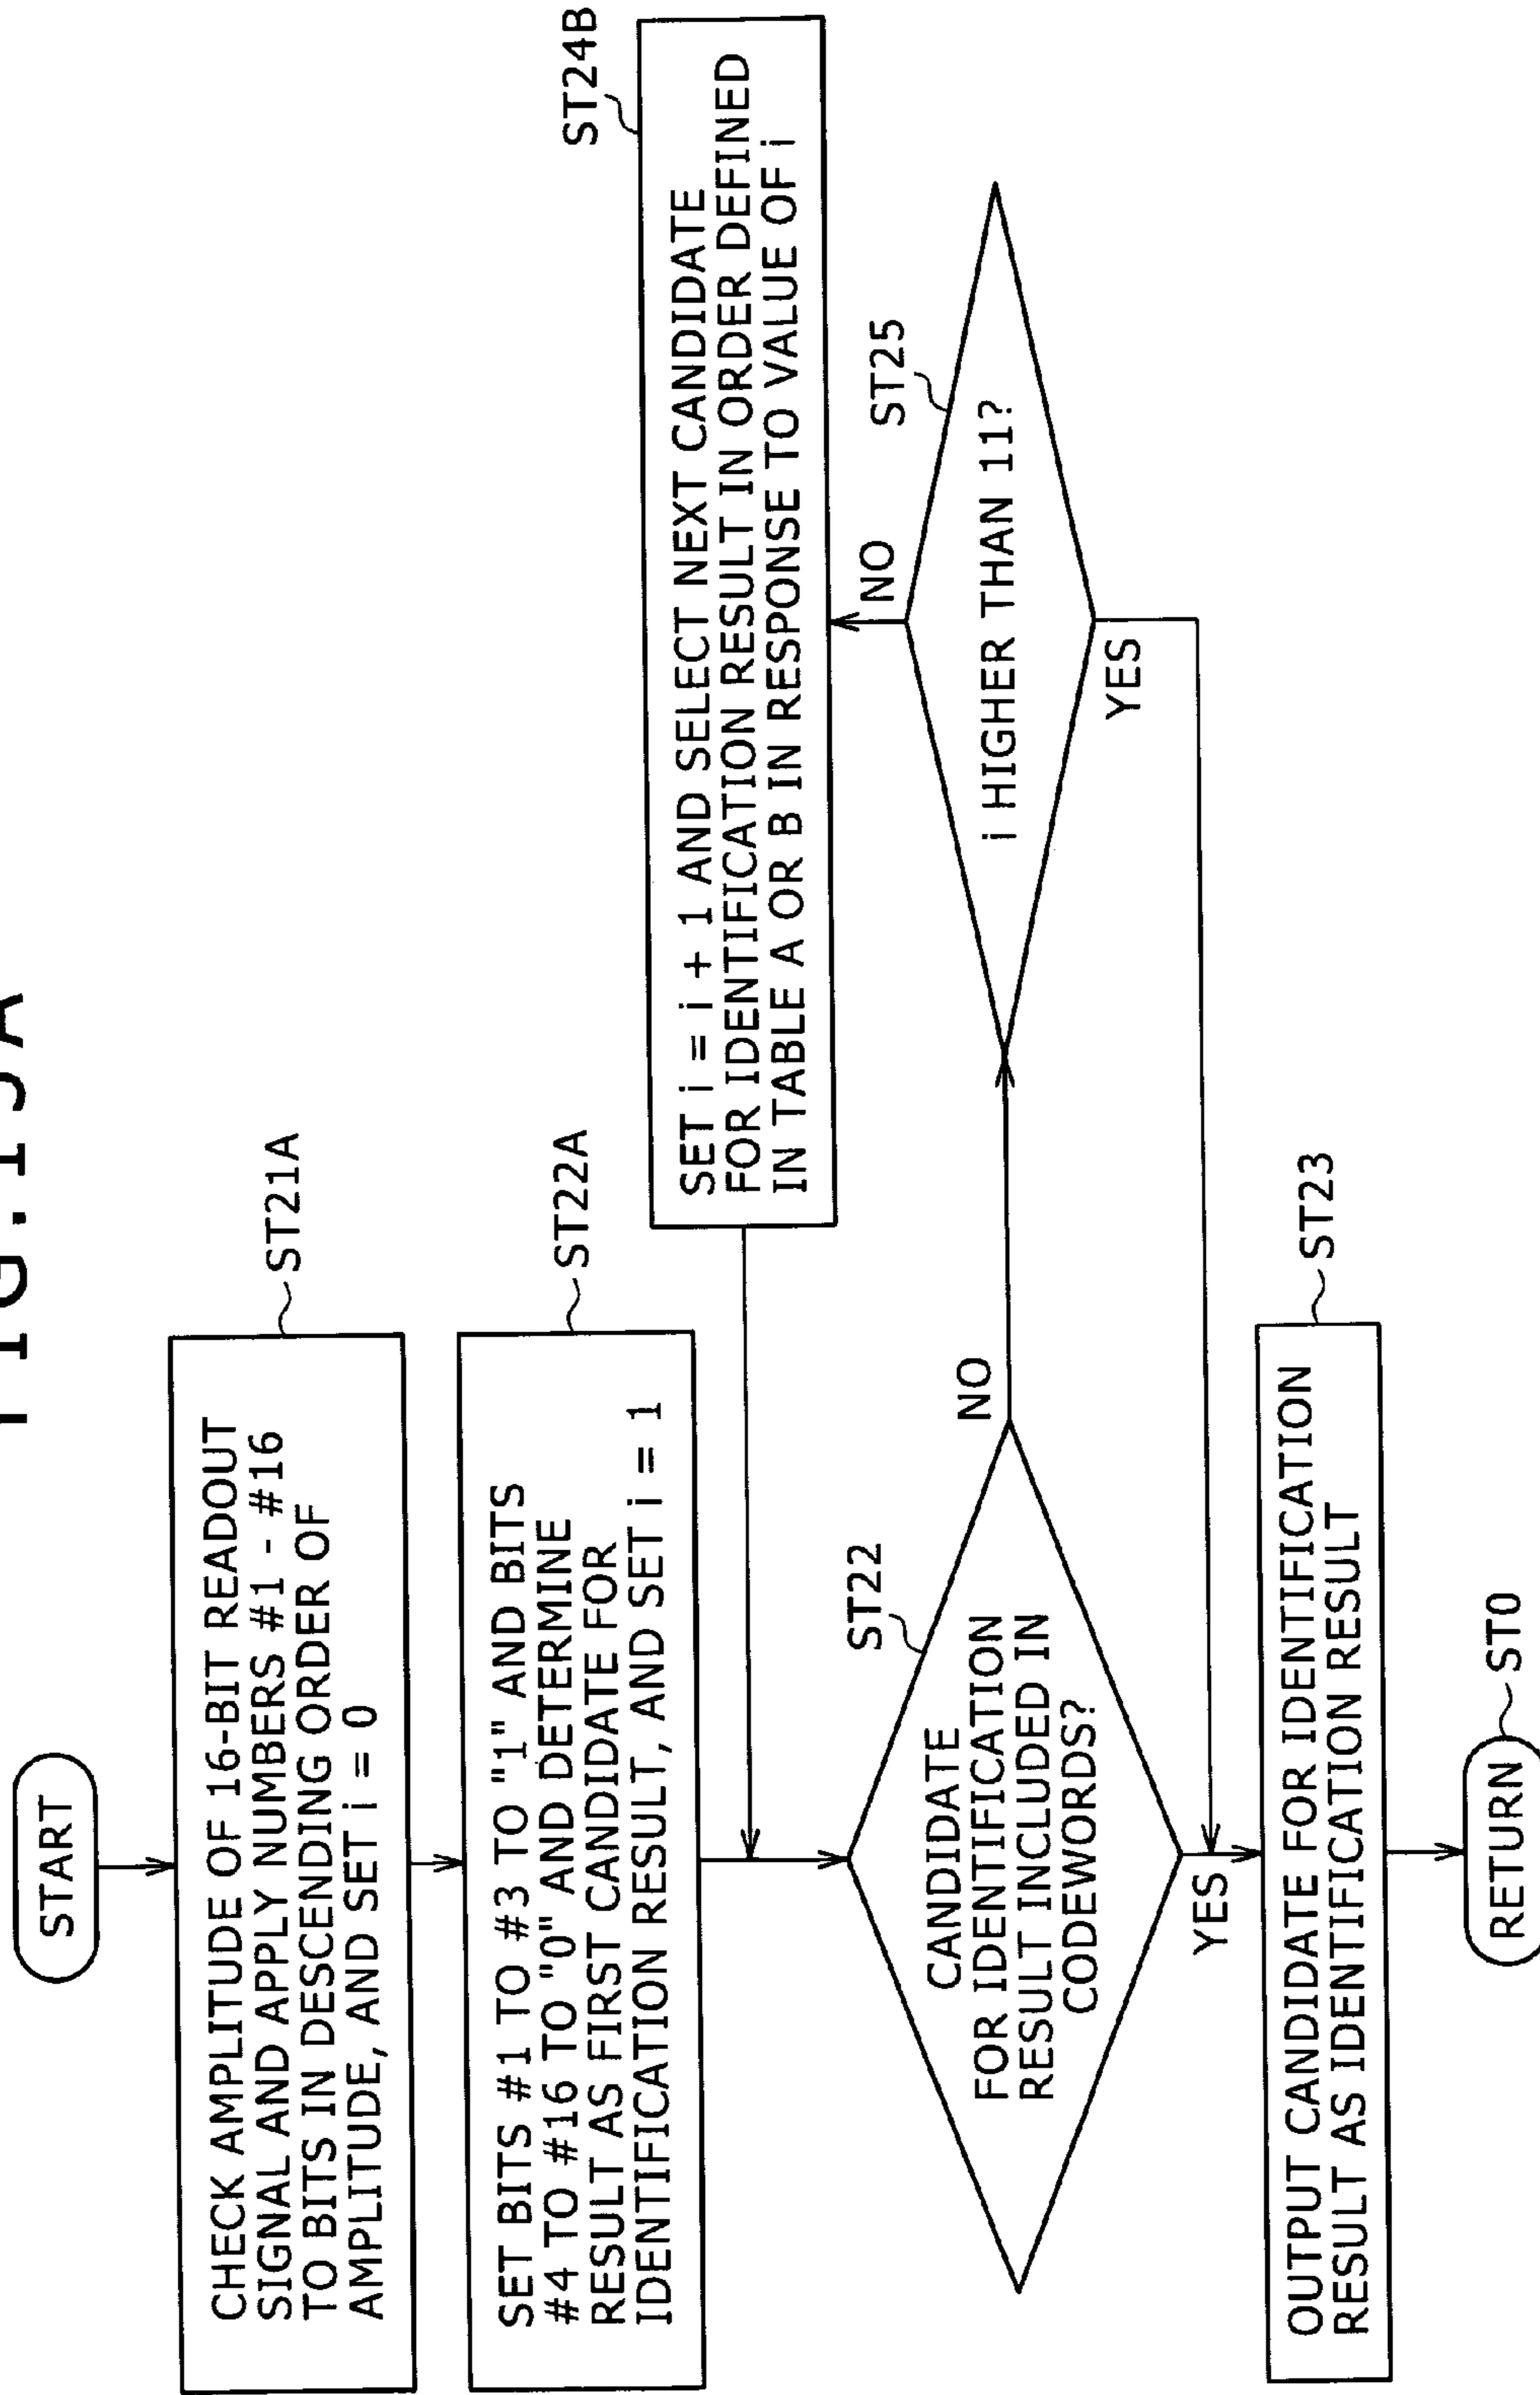 START
CHECK AMPLITUDE OF 16-BIT READOUT
SIGNAL AND APPLY NUMBERS #1 - #16
TO BITS IN DESCENDING ORDER OF
AMPLITUDE, AND SET i = 0
ST21A
SET BITS #1 TO #3 TO "1" AND BITS
#4 TO #16 TO "0" AND DETERMINE
RESULT AS FIRST CANDIDATE FOR
IDENTIFICATION RESULT, AND SET i = 1
ST22A
SET i = i + 1 AND SELECT NEXT CANDIDATE
FOR IDENTIFICATION RESULT IN ORDER DEFINED
IN TABLE A OR B IN RESPONSE TO VALUE OF i
ST24B
CANDIDATE
FOR IDENTIFICATION
RESULT INCLUDED IN
CODEWORDS?
ST22
NO
YES
i HIGHER THAN 11?
ST25
NO
YES
OUTPUT CANDIDATE FOR IDENTIFICATION
RESULT AS IDENTIFICATION RESULT
ST23
RETURN
ST0